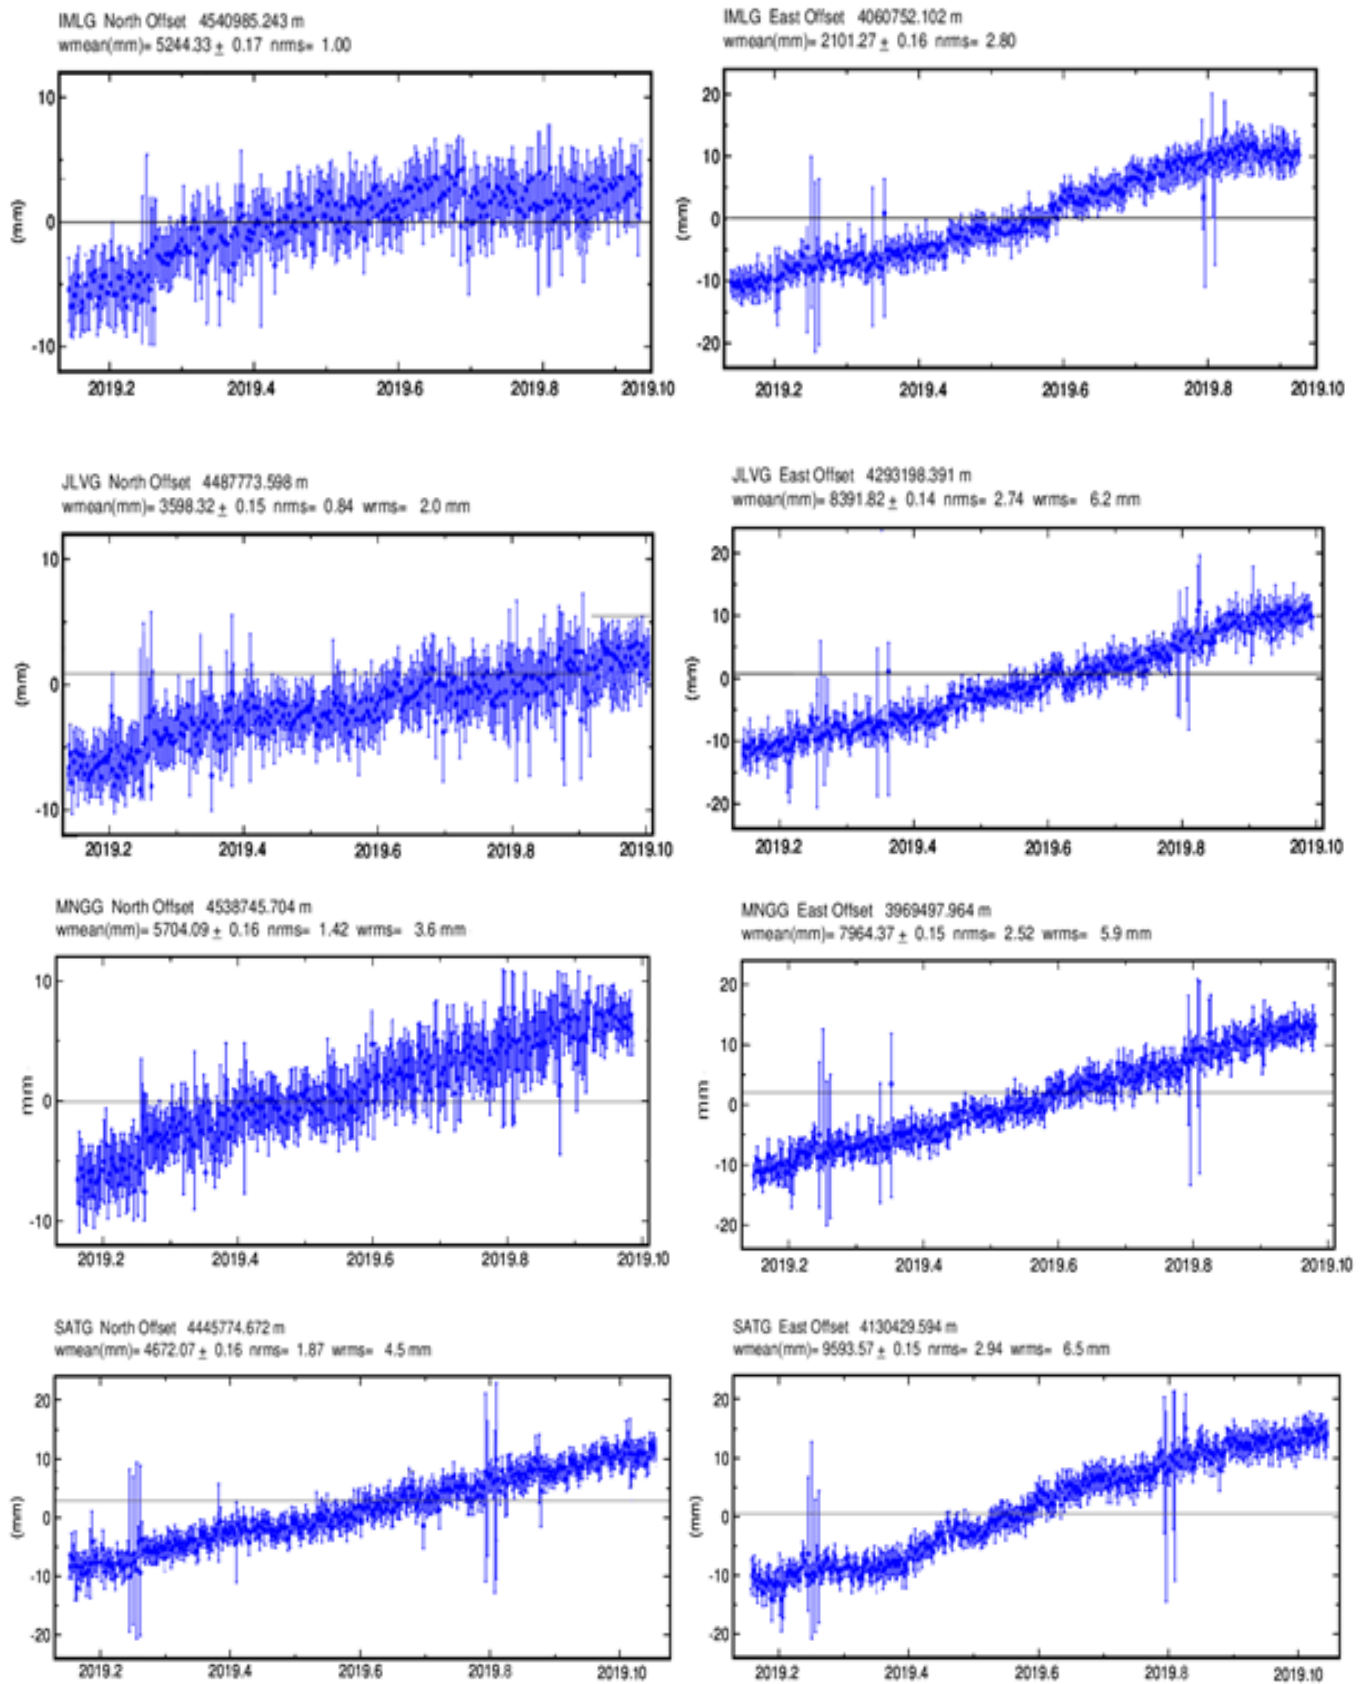 IMLG North Offset 4540985.243 m
wmean(mm)= 5244.33 ± 0.17 nrms= 1.00
10
0
-10
(mm)
2019.2 2019.4 2019.6 2019.8 2019.10
IMLG East Offset 4060752.102 m
wmean(mm)= 2101.27 ± 0.16 nrms= 2.80
20
10
0
-10
-20
(mm)
2019.2 2019.4 2019.6 2019.8 2019.10
JLVG North Offset 4487773.598 m
wmean(mm)= 3598.32 ± 0.15 nrms= 0.84 wrms= 2.0 mm
10
0
-10
(mm)
2019.2 2019.4 2019.6 2019.8 2019.10
JLVG East Offset 4293198.391 m
wmean(mm)= 8391.82 ± 0.14 nrms= 2.74 wrms= 6.2 mm
20
10
0
-10
-20
(mm)
2019.2 2019.4 2019.6 2019.8 2019.10
MNGG North Offset 4538745.704 m
wmean(mm)= 5704.09 ± 0.16 nrms= 1.42 wrms= 3.6 mm
10
0
-10
mm
2019.2 2019.4 2019.6 2019.8 2019.10
MNGG East Offset 3969497.964 m
wmean(mm)= 7964.37 ± 0.15 nrms= 2.52 wrms= 5.9 mm
20
10
0
-10
-20
mm
2019.2 2019.4 2019.6 2019.8 2019.10
SATG North Offset 4445774.672 m
wmean(mm)= 4672.07 ± 0.16 nrms= 1.87 wrms= 4.5 mm
20
10
0
-10
-20
(mm)
2019.2 2019.4 2019.6 2019.8 2019.10
SATG East Offset 4130429.594 m
wmean(mm)= 9593.57 ± 0.15 nrms= 2.94 wrms= 6.5 mm
20
10
0
-10
-20
(mm)
2019.2 2019.4 2019.6 2019.8 2019.10